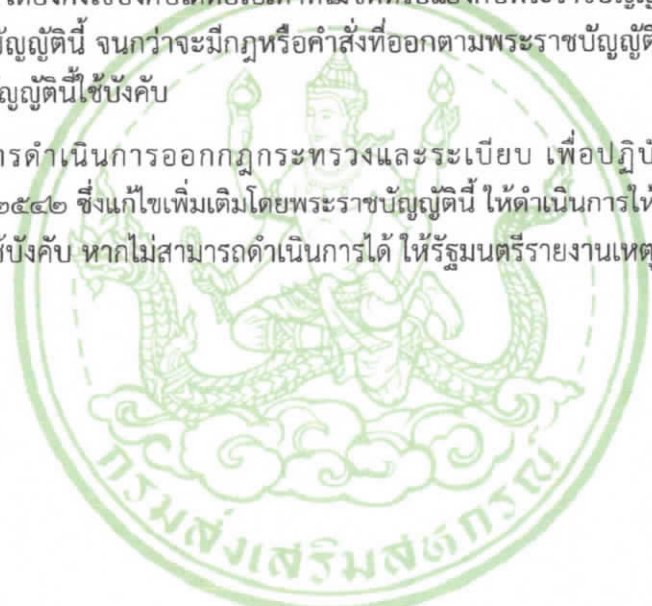 บัญญัตินี้ จนกว่าจะมีกฎหรือคำสั่งที่ออกตามพระราชบัญญัติ
ัญญัตินี้ใช้บังคับ
ารดำเนินการออกกฎกระทรวงและระเบียบ เพื่อปฏิบั
๒๕๔๒ ซึ่งแก้ไขเพิ่มเติมโดยพระราชบัญญัตินี้ ให้ดำเนินการให้
ช้บังคับ หากไม่สามารถดำเนินการได้ ให้รัฐมนตรีรายงานเหตุ
กรมส่งเสริมสหกรณ์